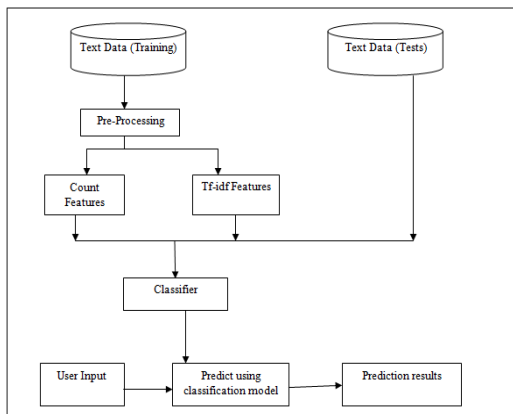 Text Data (Training)
Text Data (Tests)
Pre-Processing
Count
Features
Tf-idf Features
Classifier
User Input
Predict using
classification model
Prediction results